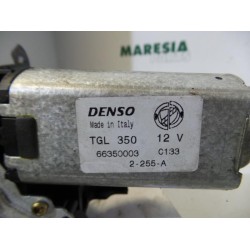 MARESIA
DENSO
Made in Italy
TGL 350 12 V
66350003 C133
2-255-A